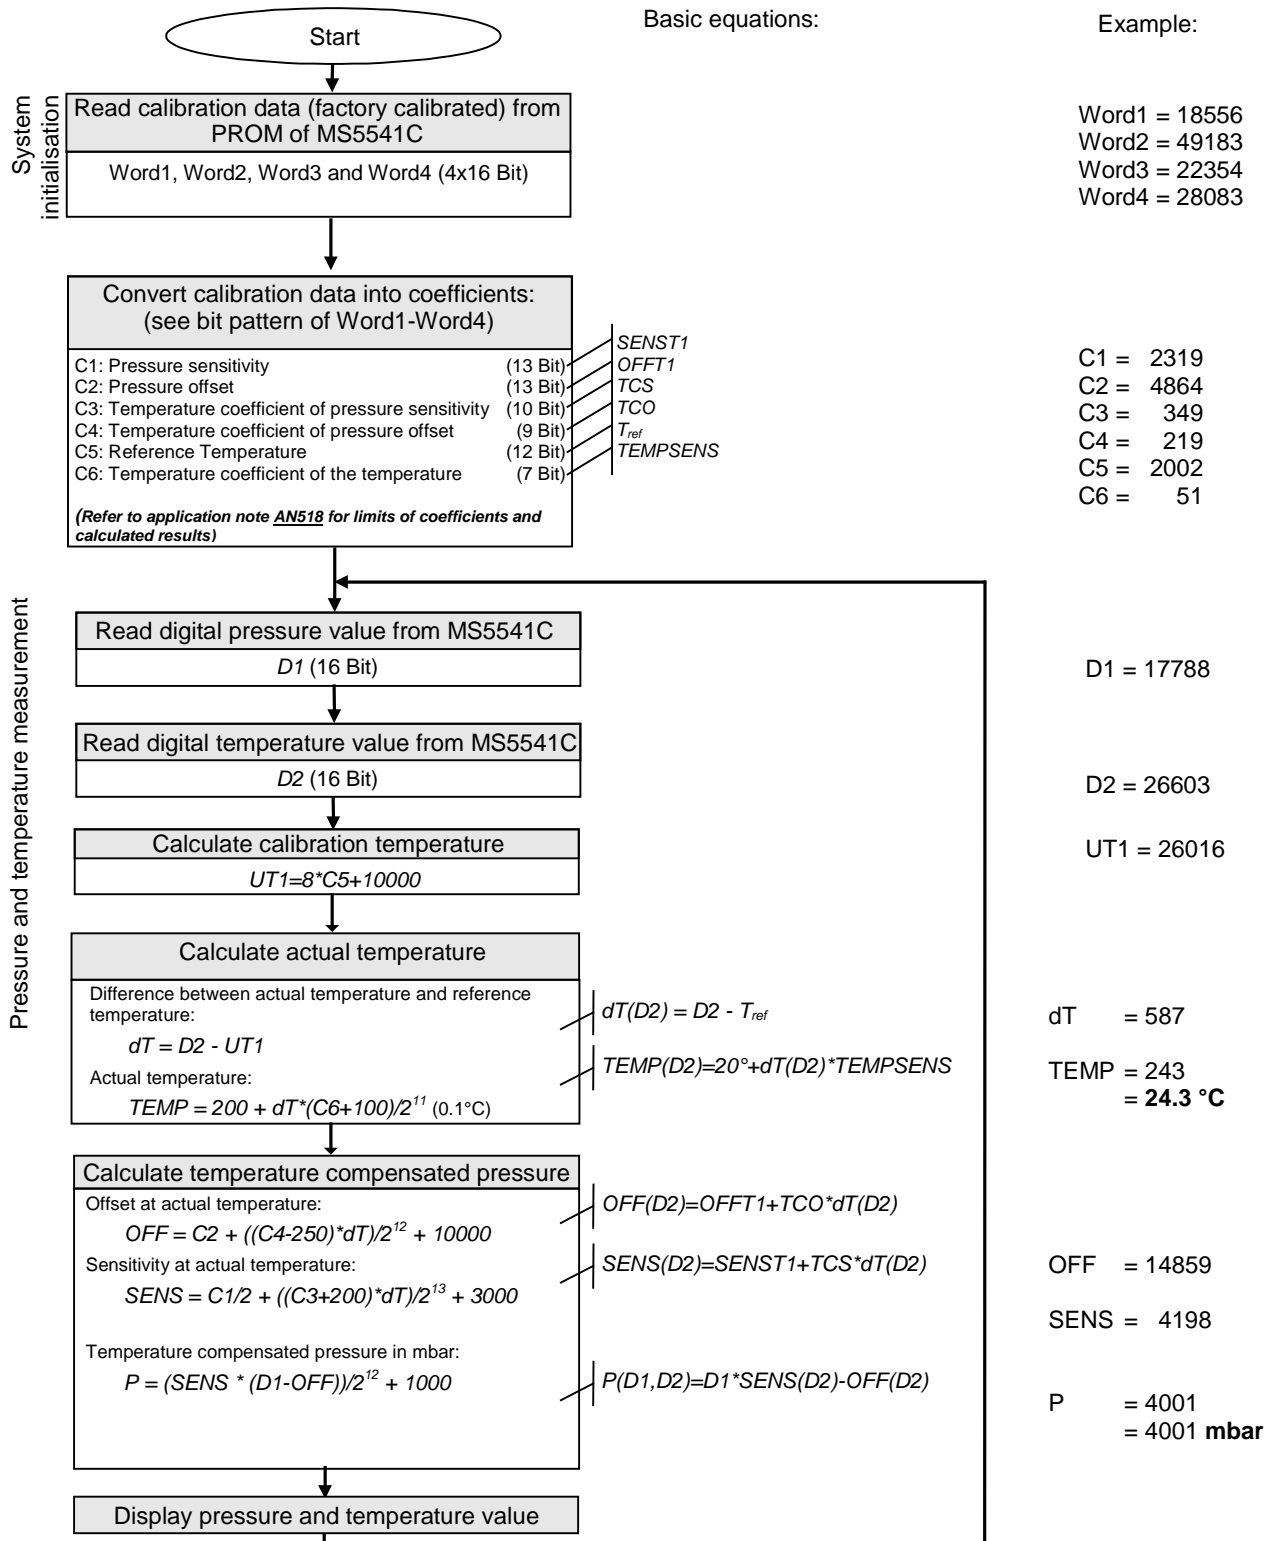 Basic equations:
Example:
Start
System
initialisation
Read calibration data (factory calibrated) from
PROM of MS5541C
Word1, Word2, Word3 and Word4 (4x16 Bit)
Word1 = 18556
Word2 = 49183
Word3 = 22354
Word4 = 28083
Convert calibration data into coefficients:
(see bit pattern of Word1-Word4)
C1: Pressure sensitivity (13 Bit)
C2: Pressure offset (13 Bit)
C3: Temperature coefficient of pressure sensitivity (10 Bit)
C4: Temperature coefficient of pressure offset (9 Bit)
C5: Reference Temperature (12 Bit)
C6: Temperature coefficient of the temperature (7 Bit)
(Refer to application note AN518 for limits of coefficients and
calculated results)
SENST1
OFFT1
TCS
TCO
Tref
TEMPSENS
C1 = 2319
C2 = 4864
C3 = 349
C4 = 219
C5 = 2002
C6 = 51
Pressure and temperature measurement
Read digital pressure value from MS5541C
D1 (16 Bit)
D1 = 17788
Read digital temperature value from MS5541C
D2 (16 Bit)
D2 = 26603
Calculate calibration temperature
UT1=8*C5+10000
UT1 = 26016
Calculate actual temperature
Difference between actual temperature and reference
temperature:
dT = D2 - UT1
Actual temperature:
TEMP = 200 + dT*(C6+100)/2^11 (0.1°C)
dT(D2) = D2 - Tref
TEMP(D2)=20°+dT(D2)*TEMPSENS
dT = 587
TEMP = 243
= 24.3 °C
Calculate temperature compensated pressure
Offset at actual temperature:
OFF = C2 + ((C4-250)*dT)/2^12 + 10000
Sensitivity at actual temperature:
SENS = C1/2 + ((C3+200)*dT)/2^13 + 3000
Temperature compensated pressure in mbar:
P = (SENS * (D1-OFF))/2^12 + 1000
OFF(D2)=OFFT1+TCO*dT(D2)
SENS(D2)=SENST1+TCS*dT(D2)
P(D1,D2)=D1*SENS(D2)-OFF(D2)
OFF = 14859
SENS = 4198
P = 4001
= 4001 mbar
Display pressure and temperature value